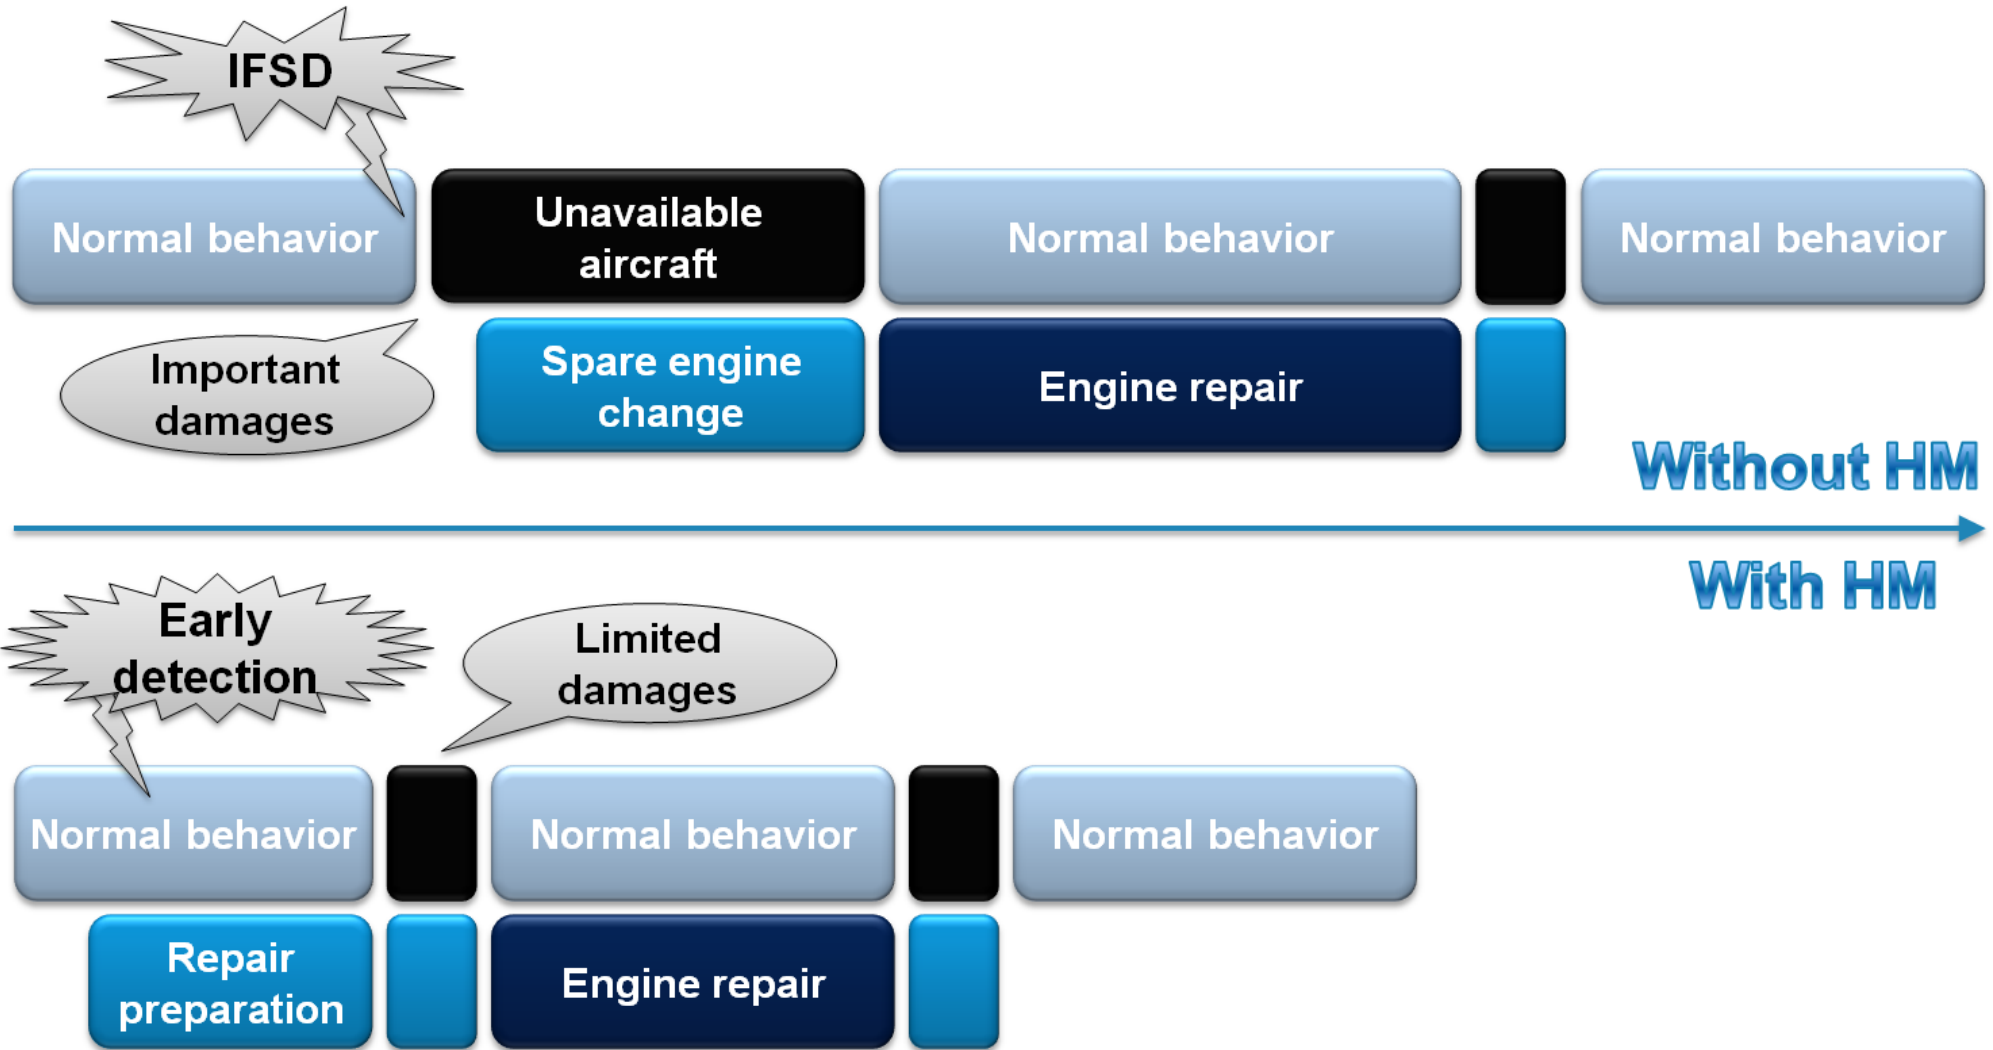 IFSD
Normal behavior
Unavailable
aircraft
Normal behavior
Normal behavior
Important
damages
Spare engine
change
Engine repair
Without HM
With HM
Early
detection
Limited
damages
Normal behavior
Normal behavior
Normal behavior
Repair
preparation
Engine repair